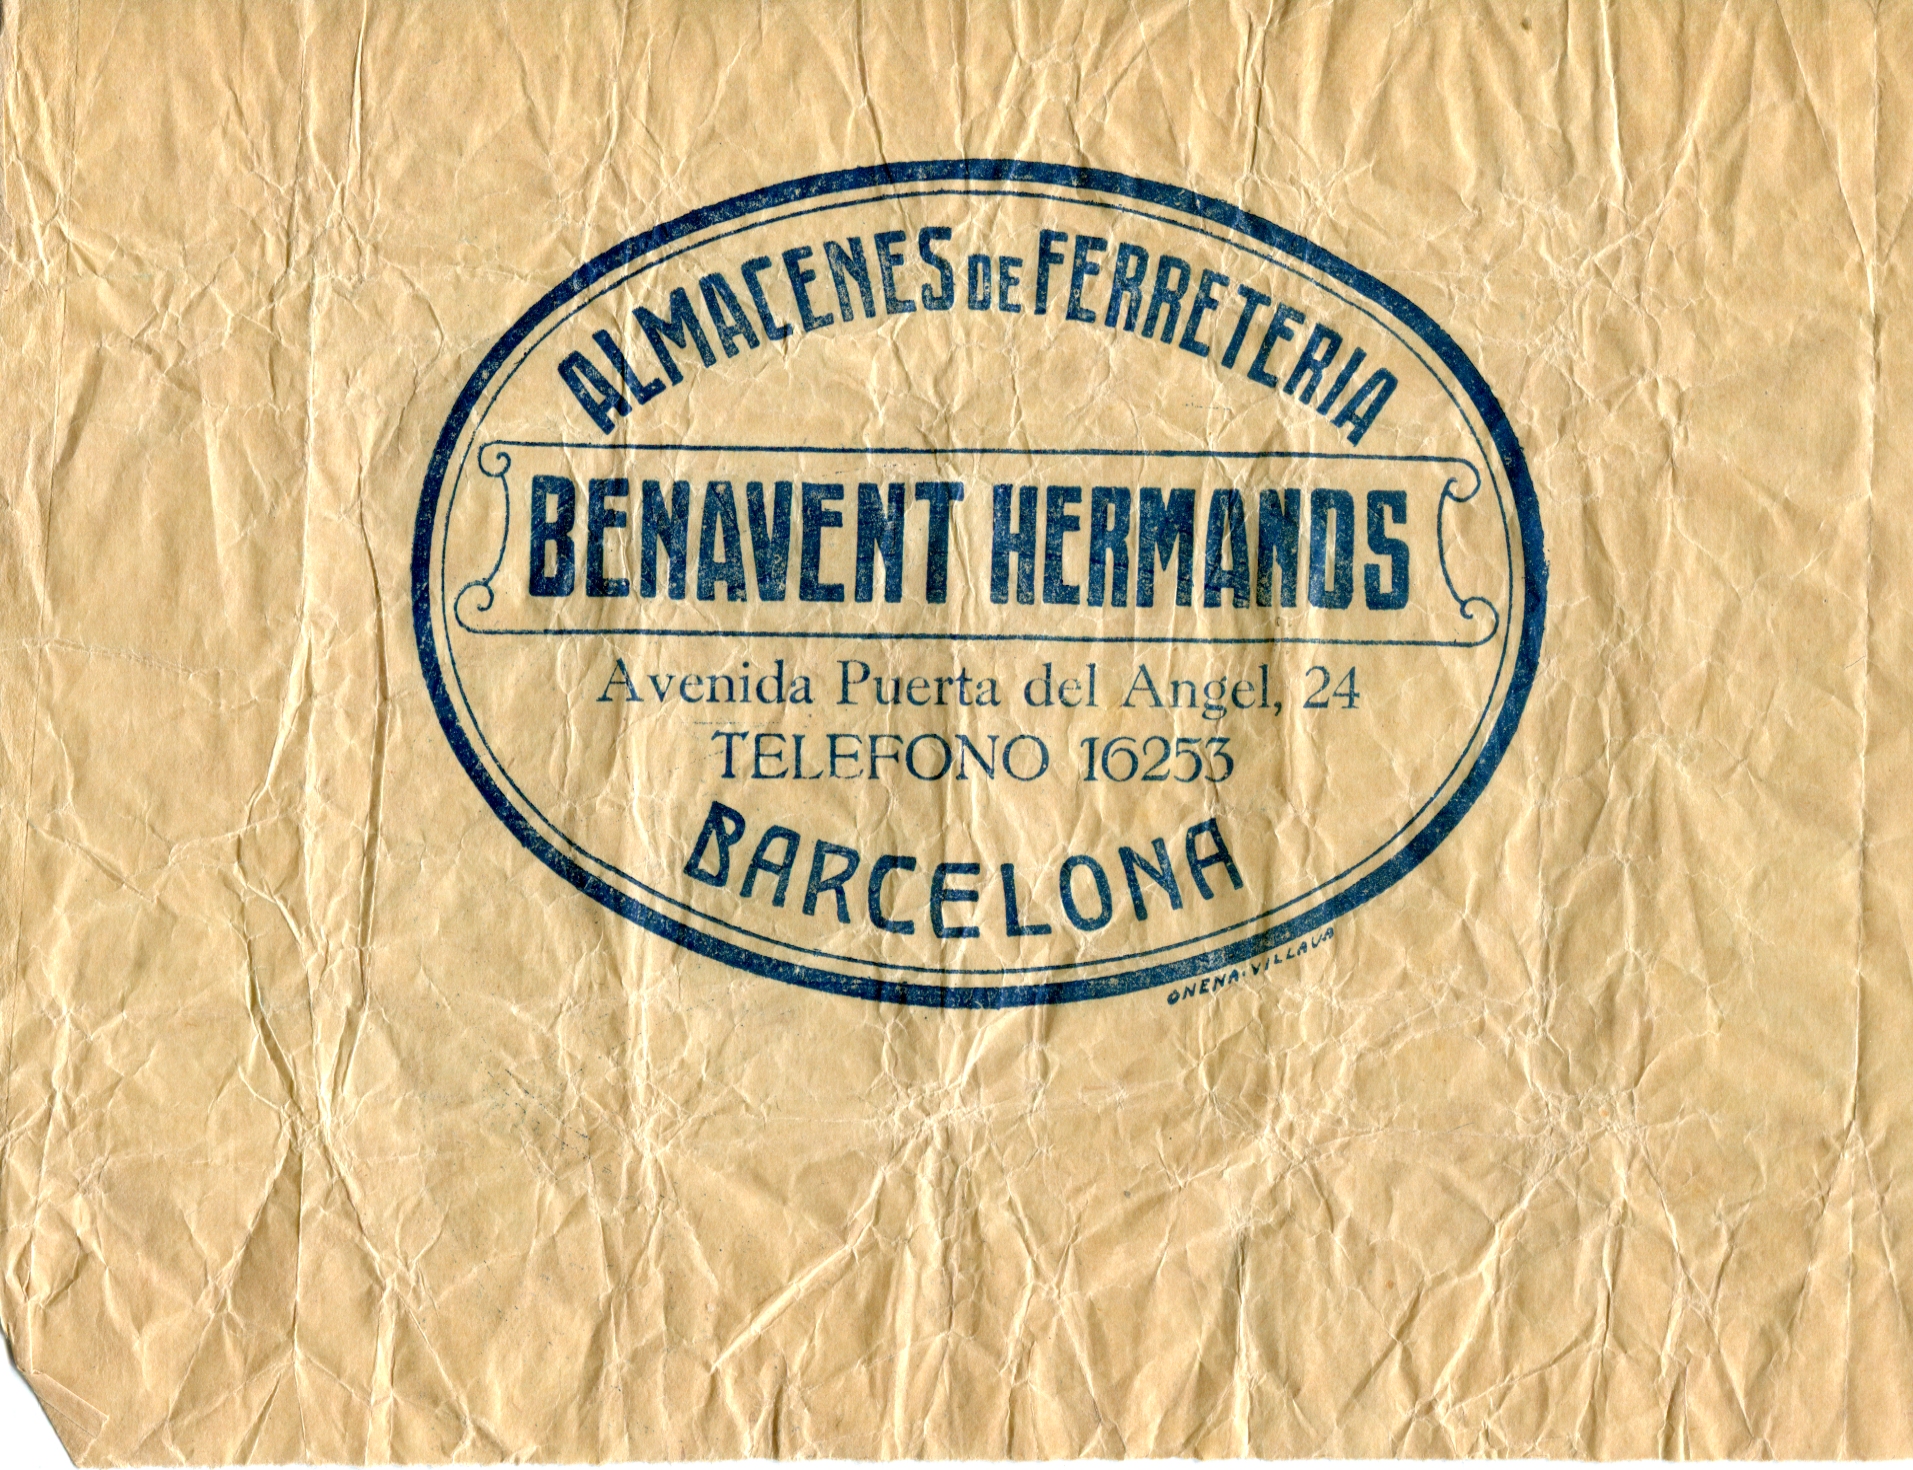 ALMACENES DE FERRETERIA
BENAVENT HERMANOS
Avenida Puerta del Angel, 24
TELEFONO 16253
BARCELONA
ONENA-VILLAVA